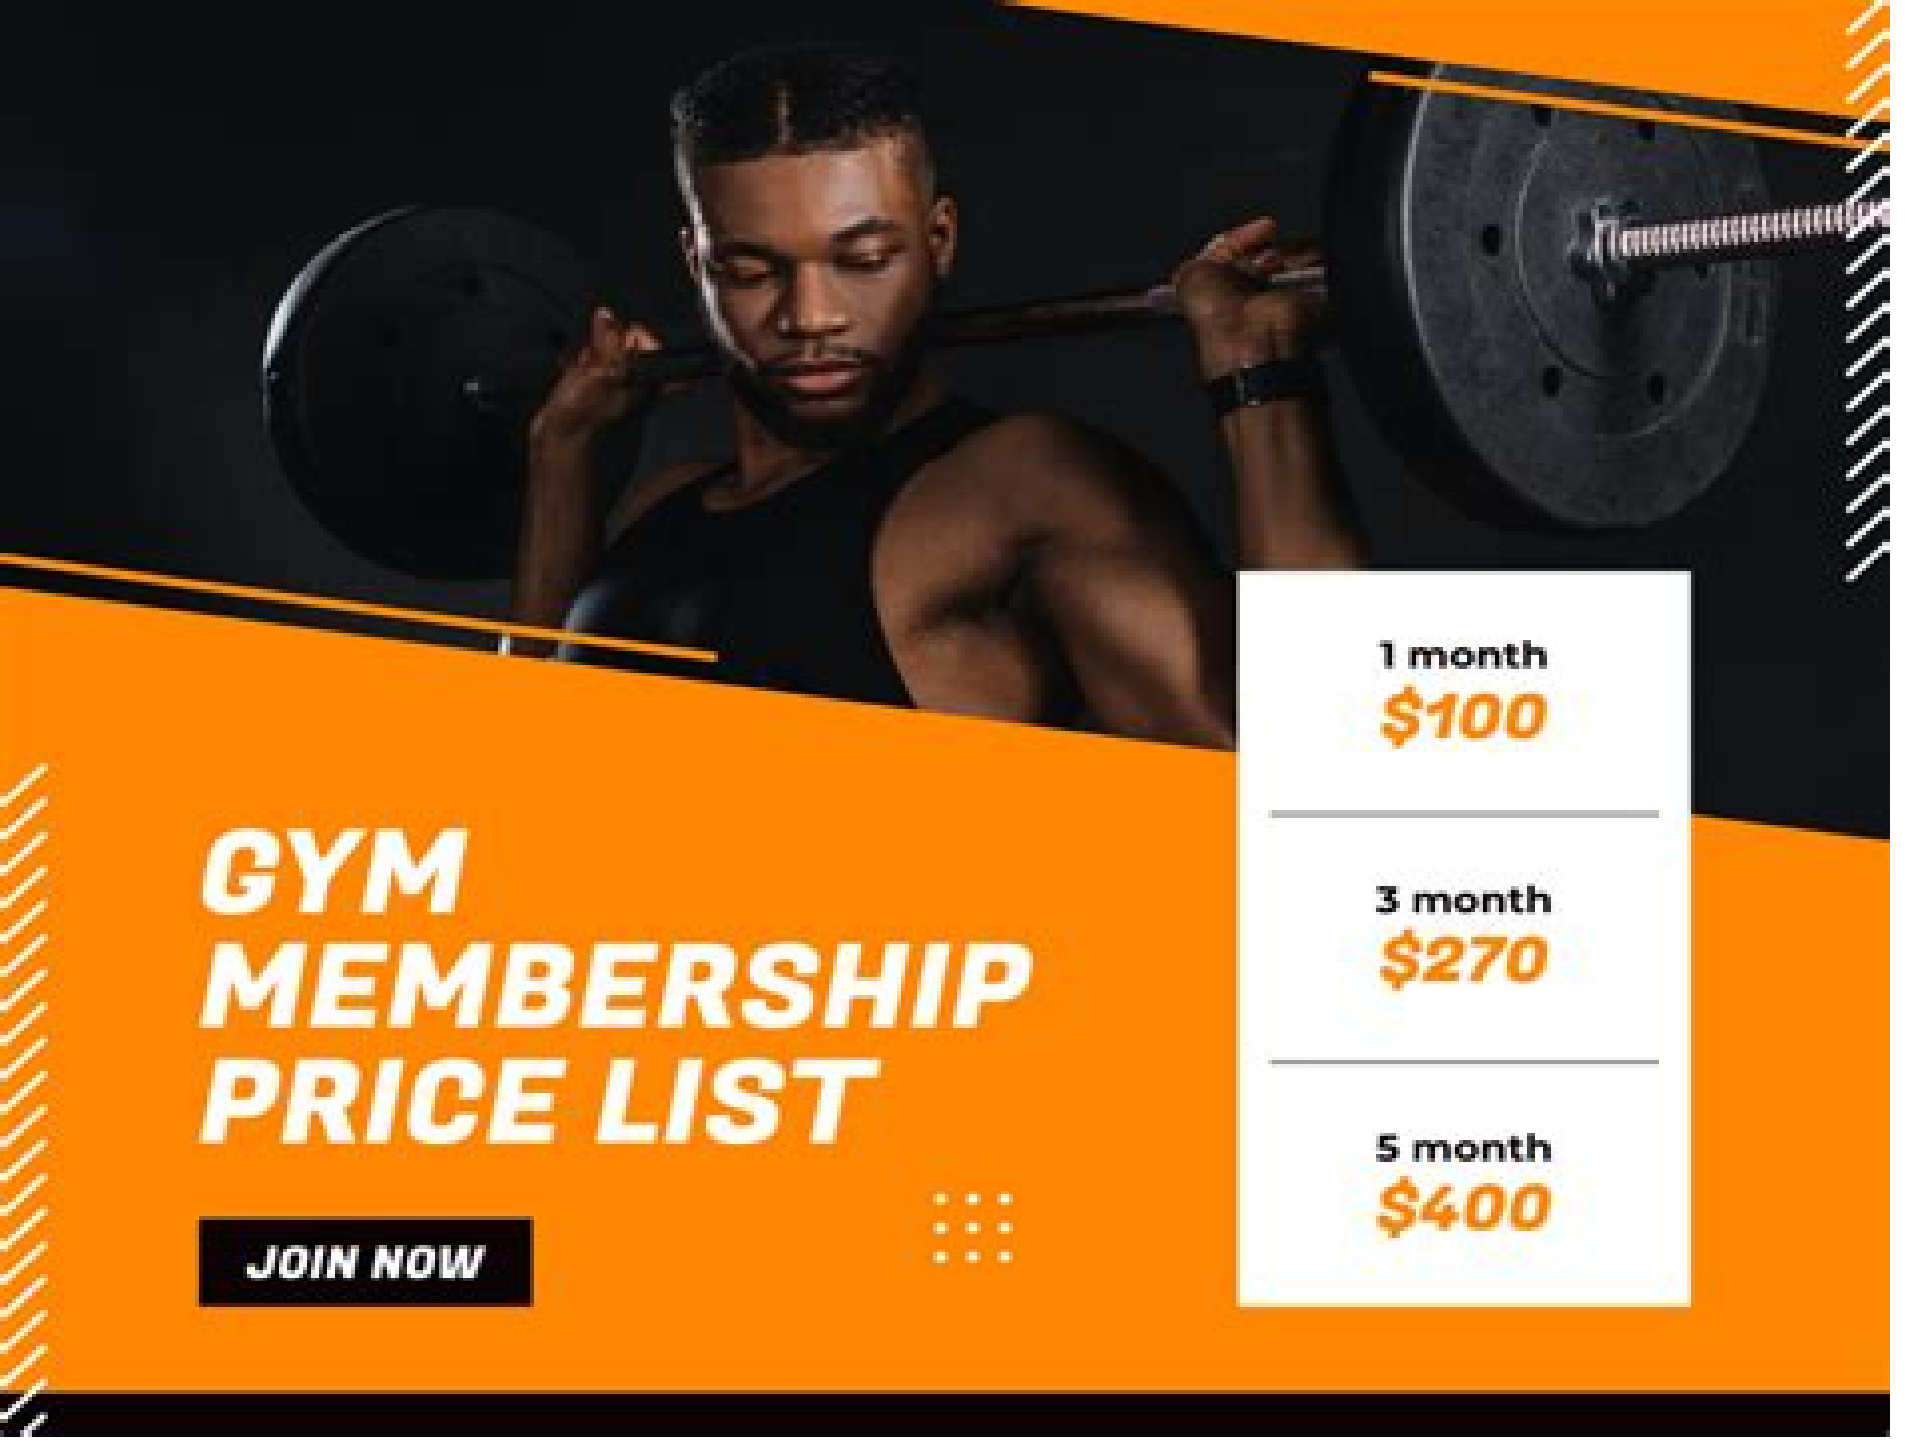 GYM
MEMBERSHIP
PRICE LIST
JOIN NOW
1 month
$100
3 month
$270
5 month
$400